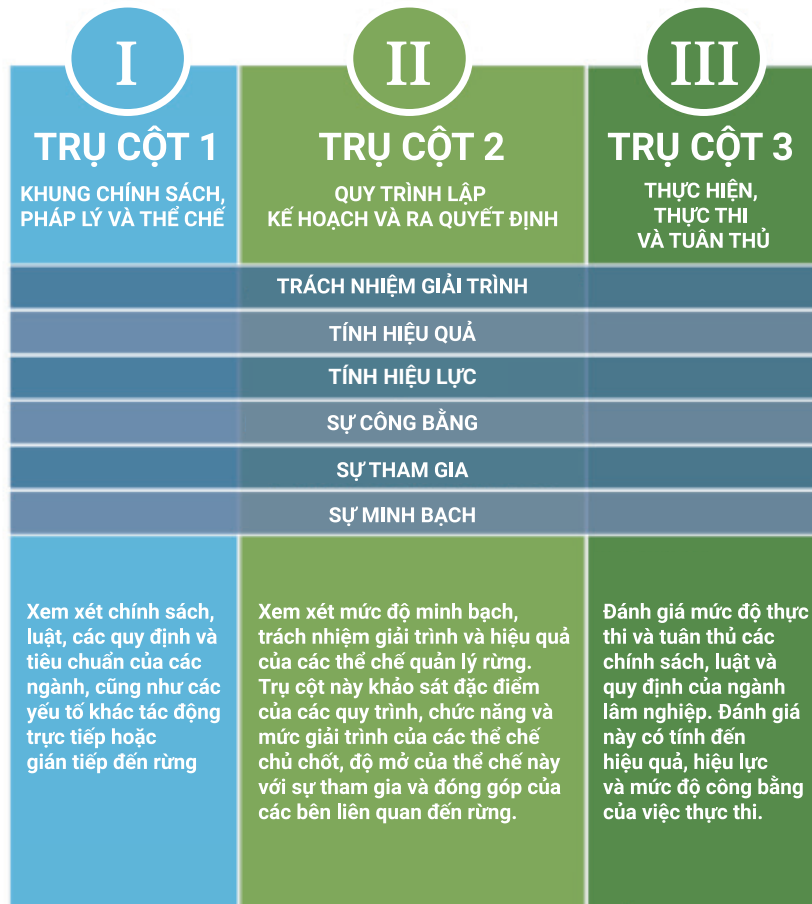 I
TRỤ CỘT 1
KHUNG CHÍNH SÁCH,
PHÁP LÝ VÀ THỂ CHẾ
II
TRỤ CỘT 2
QUY TRÌNH LẬP
KẾ HOẠCH VÀ RA QUYẾT ĐỊNH
III
TRỤ CỘT 3
THỰC HIỆN,
THỰC THI
VÀ TUÂN THỦ
TRÁCH NHIỆM GIẢI TRÌNH
TÍNH HIỆU QUẢ
TÍNH HIỆU LỰC
SỰ CÔNG BẰNG
SỰ THAM GIA
SỰ MINH BẠCH
Xem xét chính sách,
luật, các quy định và
tiêu chuẩn của các
ngành, cũng như các
yếu tố khác tác động
trực tiếp hoặc
gián tiếp đến rừng
Xem xét mức độ minh bạch,
trách nhiệm giải trình và hiệu quả
của các thể chế quản lý rừng.
Trụ cột này khảo sát đặc điểm
của các quy trình, chức năng và
mức giải trình của các thể chế
chủ chốt, độ mở của thể chế này
với sự tham gia và đóng góp của
các bên liên quan đến rừng.
Đánh giá mức độ thực
thi và tuân thủ các
chính sách, luật và
quy định của ngành
lâm nghiệp. Đánh giá
này có tính đến
hiệu quả, hiệu lực
và mức độ công bằng
của việc thực thi.